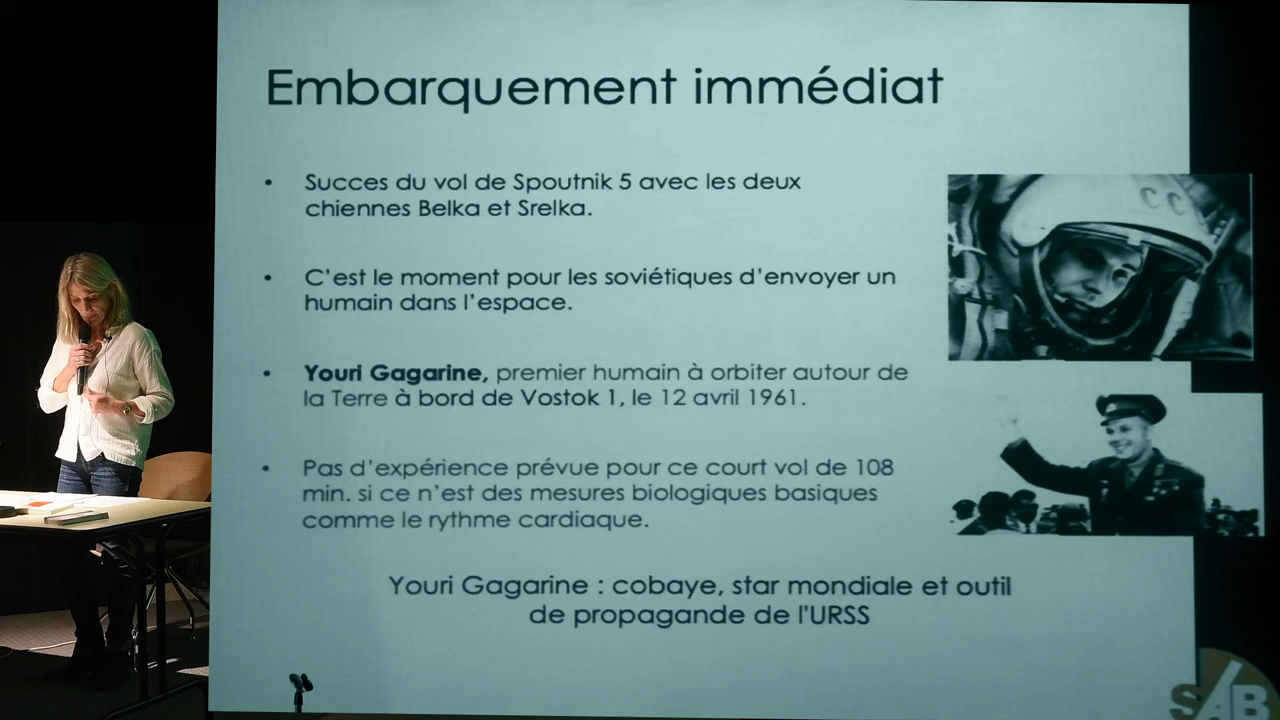 Embarquement immédiat
• Succes du vol de Spoutnik 5 avec les deux
chiennes Belka et Srelka.
• C'est le moment pour les soviétiques d'envoyer un
humain dans l'espace.
• Youri Gagarine, premier humain à orbiter autour de
la Terre à bord de Vostok 1, le 12 avril 1961.
• Pas d'expérience prévue pour ce court vol de 108
min. si ce n'est des mesures biologiques basiques
comme le rythme cardiaque.
Youri Gagarine : cobaye, star mondiale et outil
de propagande de l'URSS
CC
SAB